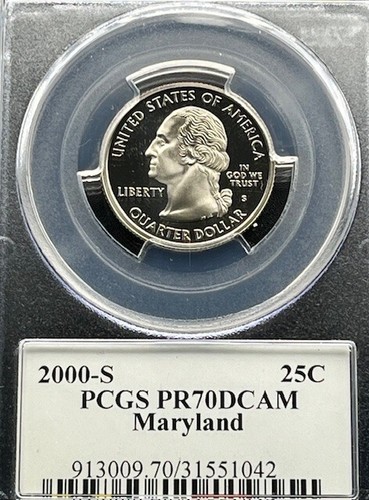 UNITED STATES OF AMERICA
LIBERTY
IN
GOD WE
TRUST
S
QUARTER DOLLAR
2000-S 25C
PCGS PR70DCAM
Maryland
913009.70/31551042